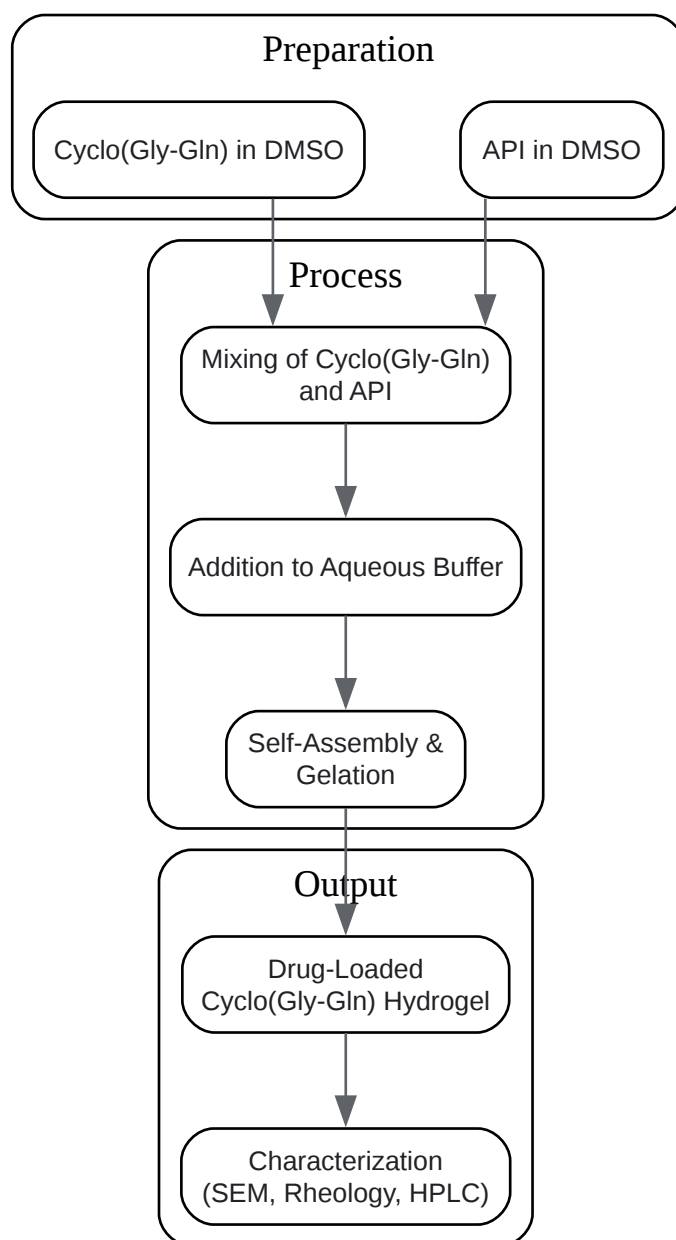 Preparation
Cyclo(Gly-Gln) in DMSO
API in DMSO
Process
Mixing of Cyclo(Gly-Gln)
and API
Addition to Aqueous Buffer
Self-Assembly &
Gelation
Output
Drug-Loaded
Cyclo(Gly-Gln) Hydrogel
Characterization
(SEM, Rheology, HPLC)